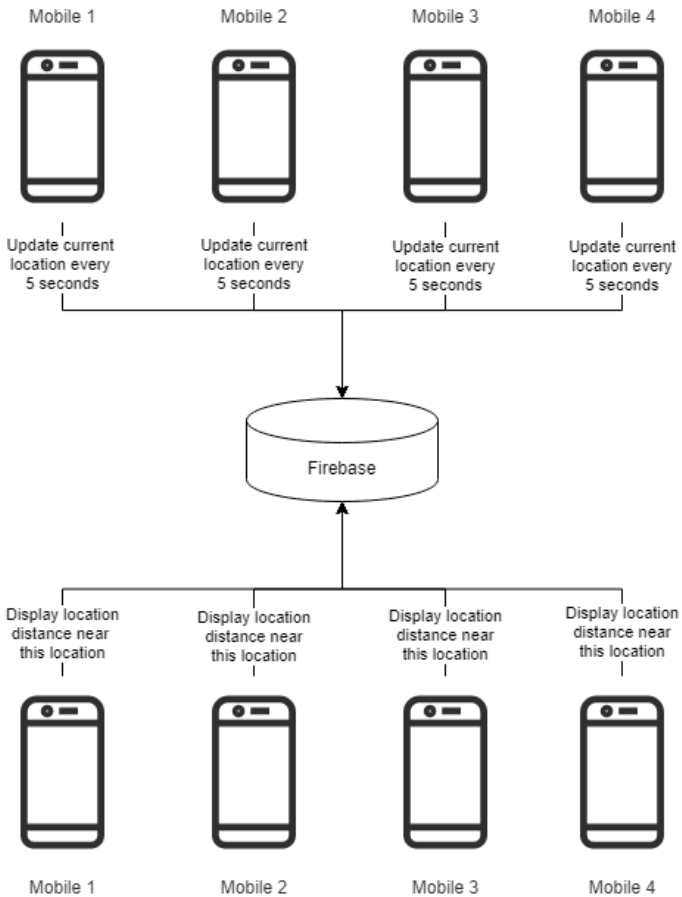 Mobile 1
Mobile 2
Mobile 3
Mobile 4
Update current
location every
5 seconds
Update current
location every
5 seconds
Update current
location every
5 seconds
Update current
location every
5 seconds
Firebase
Display location
distance near
this location
Display location
distance near
this location
Display location
distance near
this location
Display location
distance near
this location
Mobile 1
Mobile 2
Mobile 3
Mobile 4